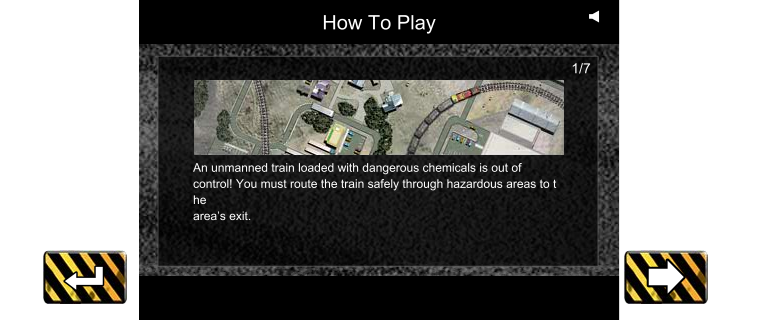 How To Play
1/7
An unmanned train loaded with dangerous chemicals is out of
control! You must route the train safely through hazardous areas to t
he
area's exit.